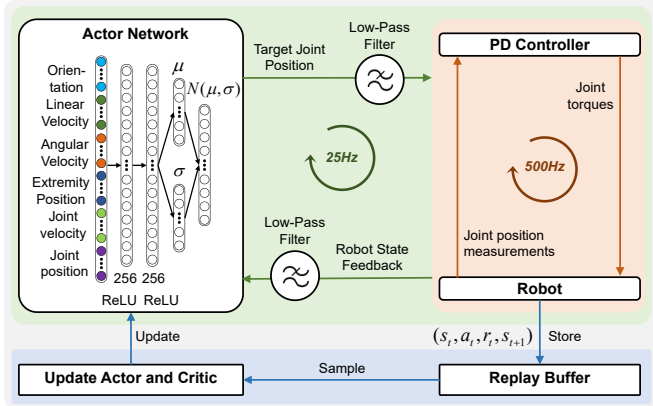 Actor Network
Orien-
tation
Linear
Velocity
Angular
Velocity
Extremity
Position
Joint
velocity
Joint
position
256 256
ReLU ReLU
μ
N(μ,σ)
σ
Target Joint
Position
Low-Pass
Filter
25Hz
Low-Pass
Filter
Robot State
Feedback
PD Controller
Joint
torques
500Hz
Joint position
measurements
Robot
(s_t, a_t, r_t, s_{t+1})
Store
Update
Update Actor and Critic
Sample
Replay Buffer